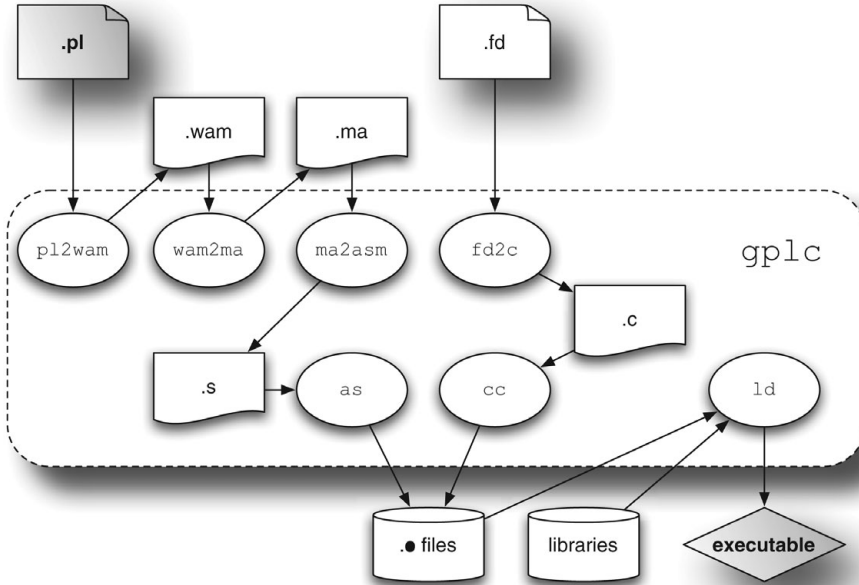 .pl
.fd
.wam
.ma
pl2wam
wam2ma
ma2asm
fd2c
gplc
.c
.s
as
cc
ld
.o files
libraries
executable